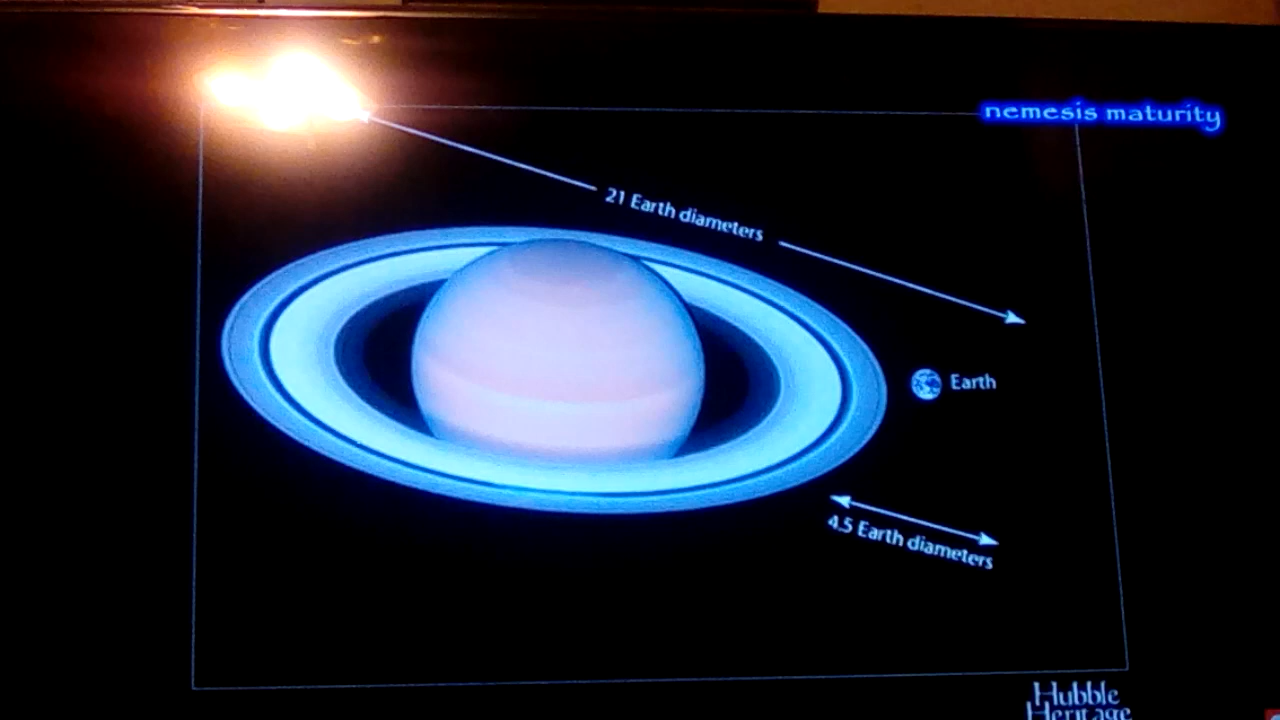 nemesis maturity
21 Earth diameters
Earth
4.5 Earth diameters
Hubble
Heritage